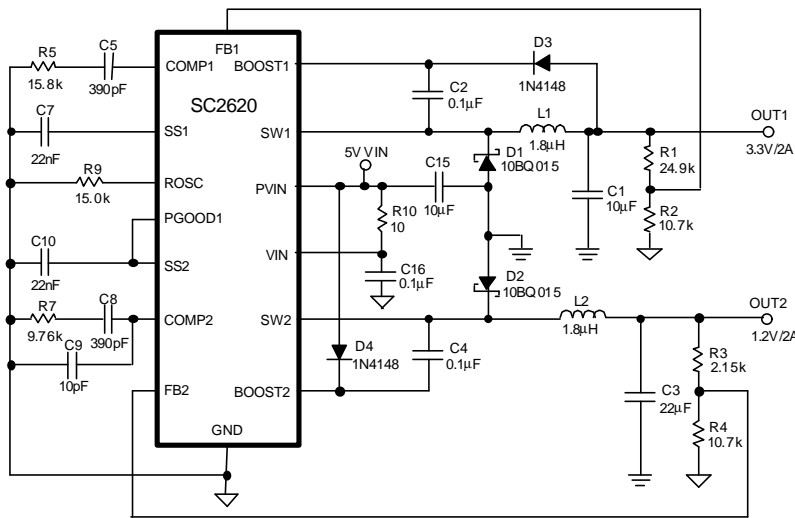 FB1
R5
C5
15.8k
390pF
COMP1
BOOST1
D3
1N4148
C2
0.1µF
SC2620
C7
22nF
SS1
SW1
L1
1.8µH
OUT1
3.3V/2A
5V VIN
C15
10µF
D1
10BQ015
R1
24.9k
R9
15.0k
ROSC
PVIN
C1
10µF
R10
10
R2
10.7k
PGOOD1
C10
22nF
SS2
VIN
C16
0.1µF
D2
10BQ015
R7
9.76k
C8
390pF
COMP2
SW2
L2
1.8µH
OUT2
1.2V/2A
C9
10pF
D4
1N4148
C4
0.1µF
R3
2.15k
FB2
BOOST2
C3
22µF
R4
10.7k
GND